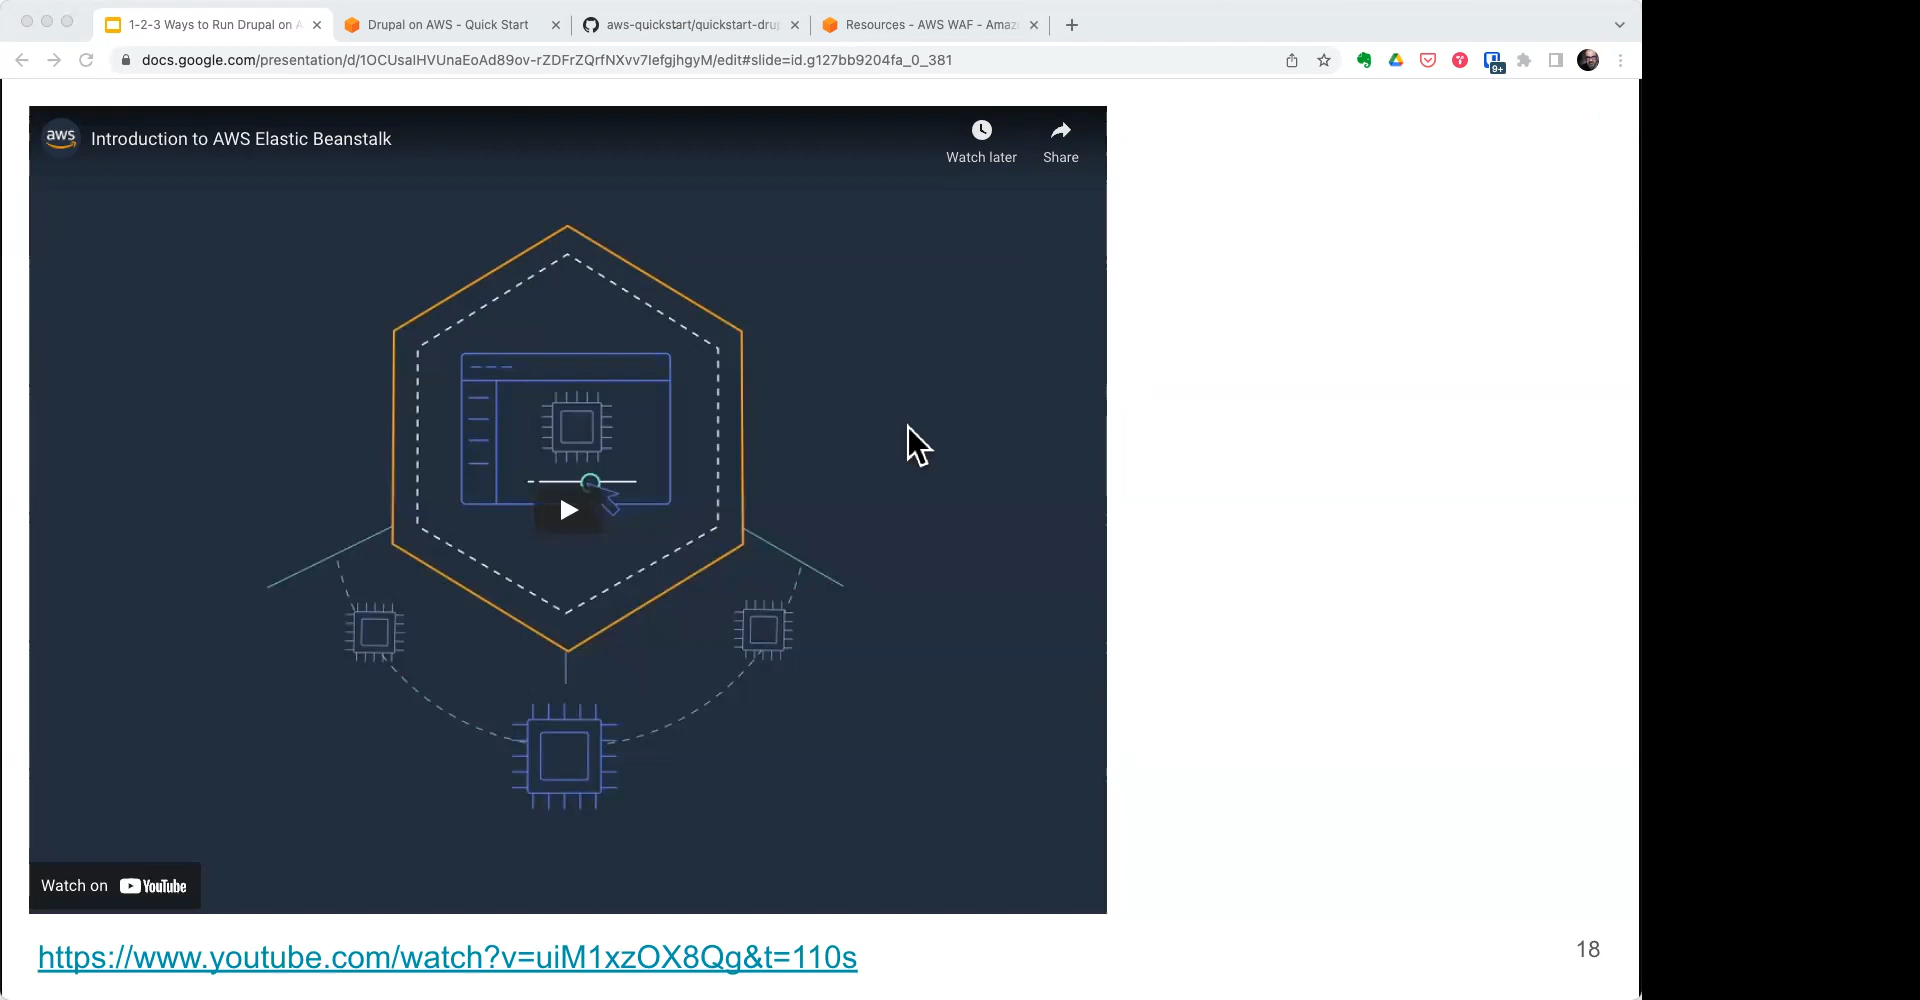 1-2-3 Ways to Run Drupal on A
Drupal on AWS - Quick Start
aws-quickstart/quickstart-drup
Resources - AWS WAF - Amaz
docs.google.com/presentation/d/1OCUsalHVUnaEoAd89ov-rZDFrZQrfNXvv7lefgjhgyM/edit#slide=id.g127bb9204fa_0_381
9+
aws
Introduction to AWS Elastic Beanstalk
Watch later
Share
Watch on YouTube
https://www.youtube.com/watch?v=uiM1xzOX8Qg&t=110s
18